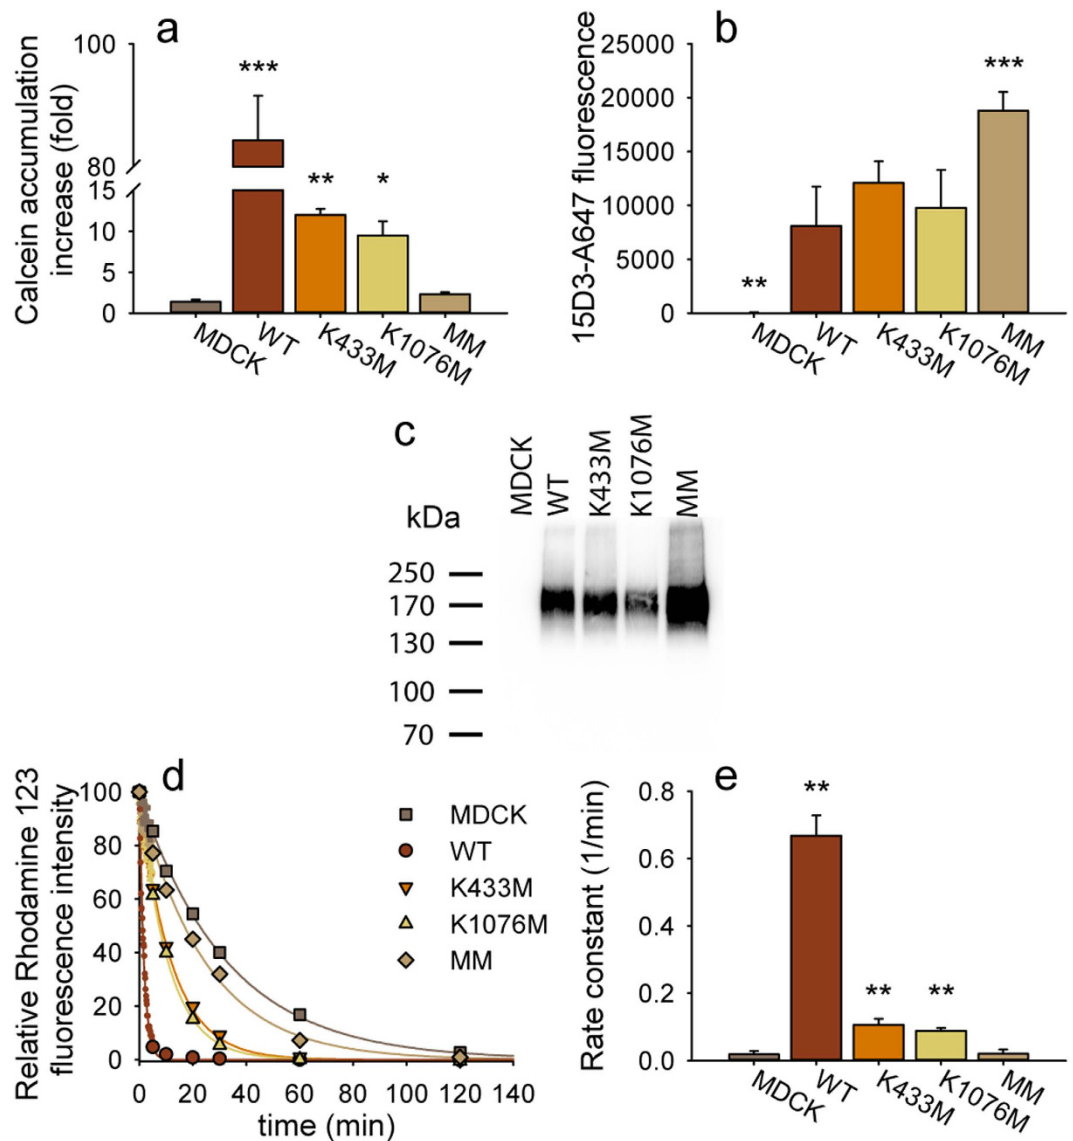 a
Calcein accumulation
increase (fold)
100
80
15
10
5
0
***
**
*
MDCK
WT
K433M
K1076M
MM
b
15D3-A647 fluorescence
25000
20000
15000
10000
5000
0
**
***
MDCK
WT
K433M
K1076M
MM
c
kDa
MDCK
WT
K433M
K1076M
MM
250
170
130
100
70
d
Relative Rhodamine 123
fluorescence intensity
100
80
60
40
20
0
0 20 40 60 80 100 120 140
time (min)
MDCK
WT
K433M
K1076M
MM
e
Rate constant (1/min)
0.8
0.6
0.4
0.2
0.0
**
**
**
MDCK
WT
K433M
K1076M
MM